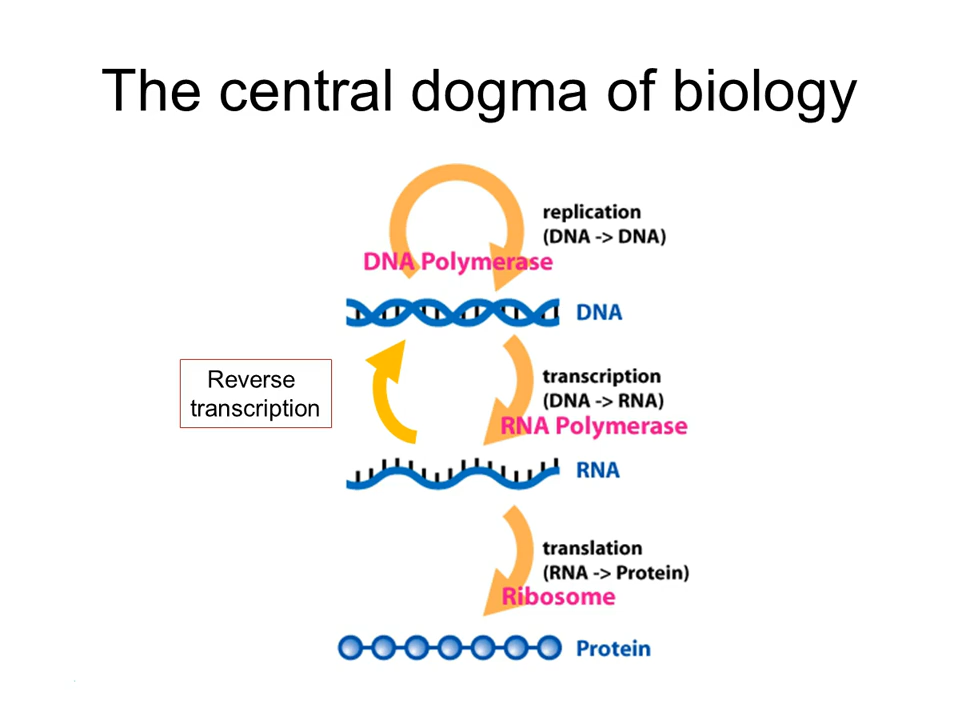 The central dogma of biology
replication
(DNA -> DNA)
DNA Polymerase
DNA
Reverse
transcription
transcription
(DNA -> RNA)
RNA Polymerase
RNA
translation
(RNA -> Protein)
Ribosome
Protein